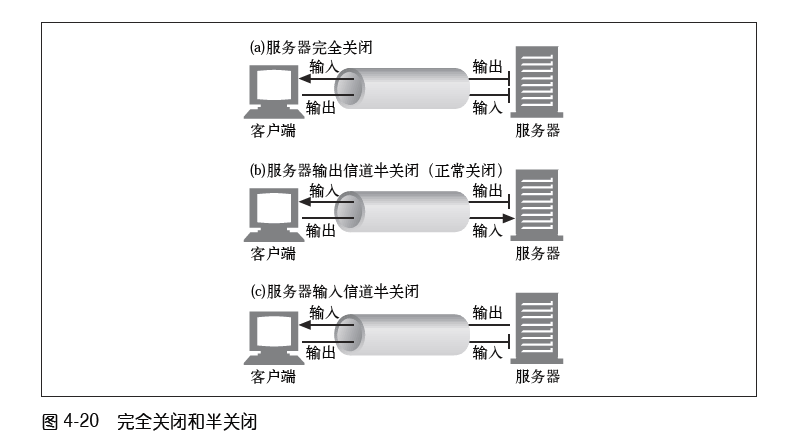 (a)服务器完全关闭
输入 输出
输出 输入
客户端 服务器
(b)服务器输出信道半关闭（正常关闭）
输入 输出
输出 输入
客户端 服务器
(c)服务器输入信道半关闭
输入 输出
输出 输入
客户端 服务器
图 4-20 完全关闭和半关闭